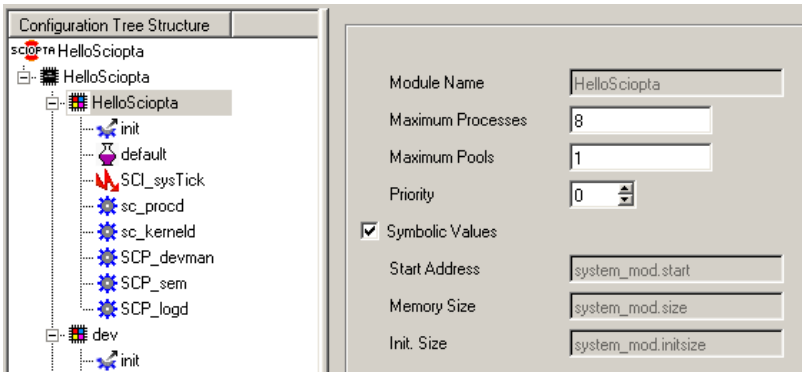 Configuration Tree Structure
SCIOPTA HelloSciopta
HelloSciopta
HelloSciopta
init
default
SCI_sysTick
sc_procd
sc_kerneld
SCP_devman
SCP_sem
SCP_logd
dev
init
Module Name HelloSciopta
Maximum Processes 8
Maximum Pools 1
Priority 0
Symbolic Values
Start Address system_mod.start
Memory Size system_mod.size
Init. Size system_mod.initsize